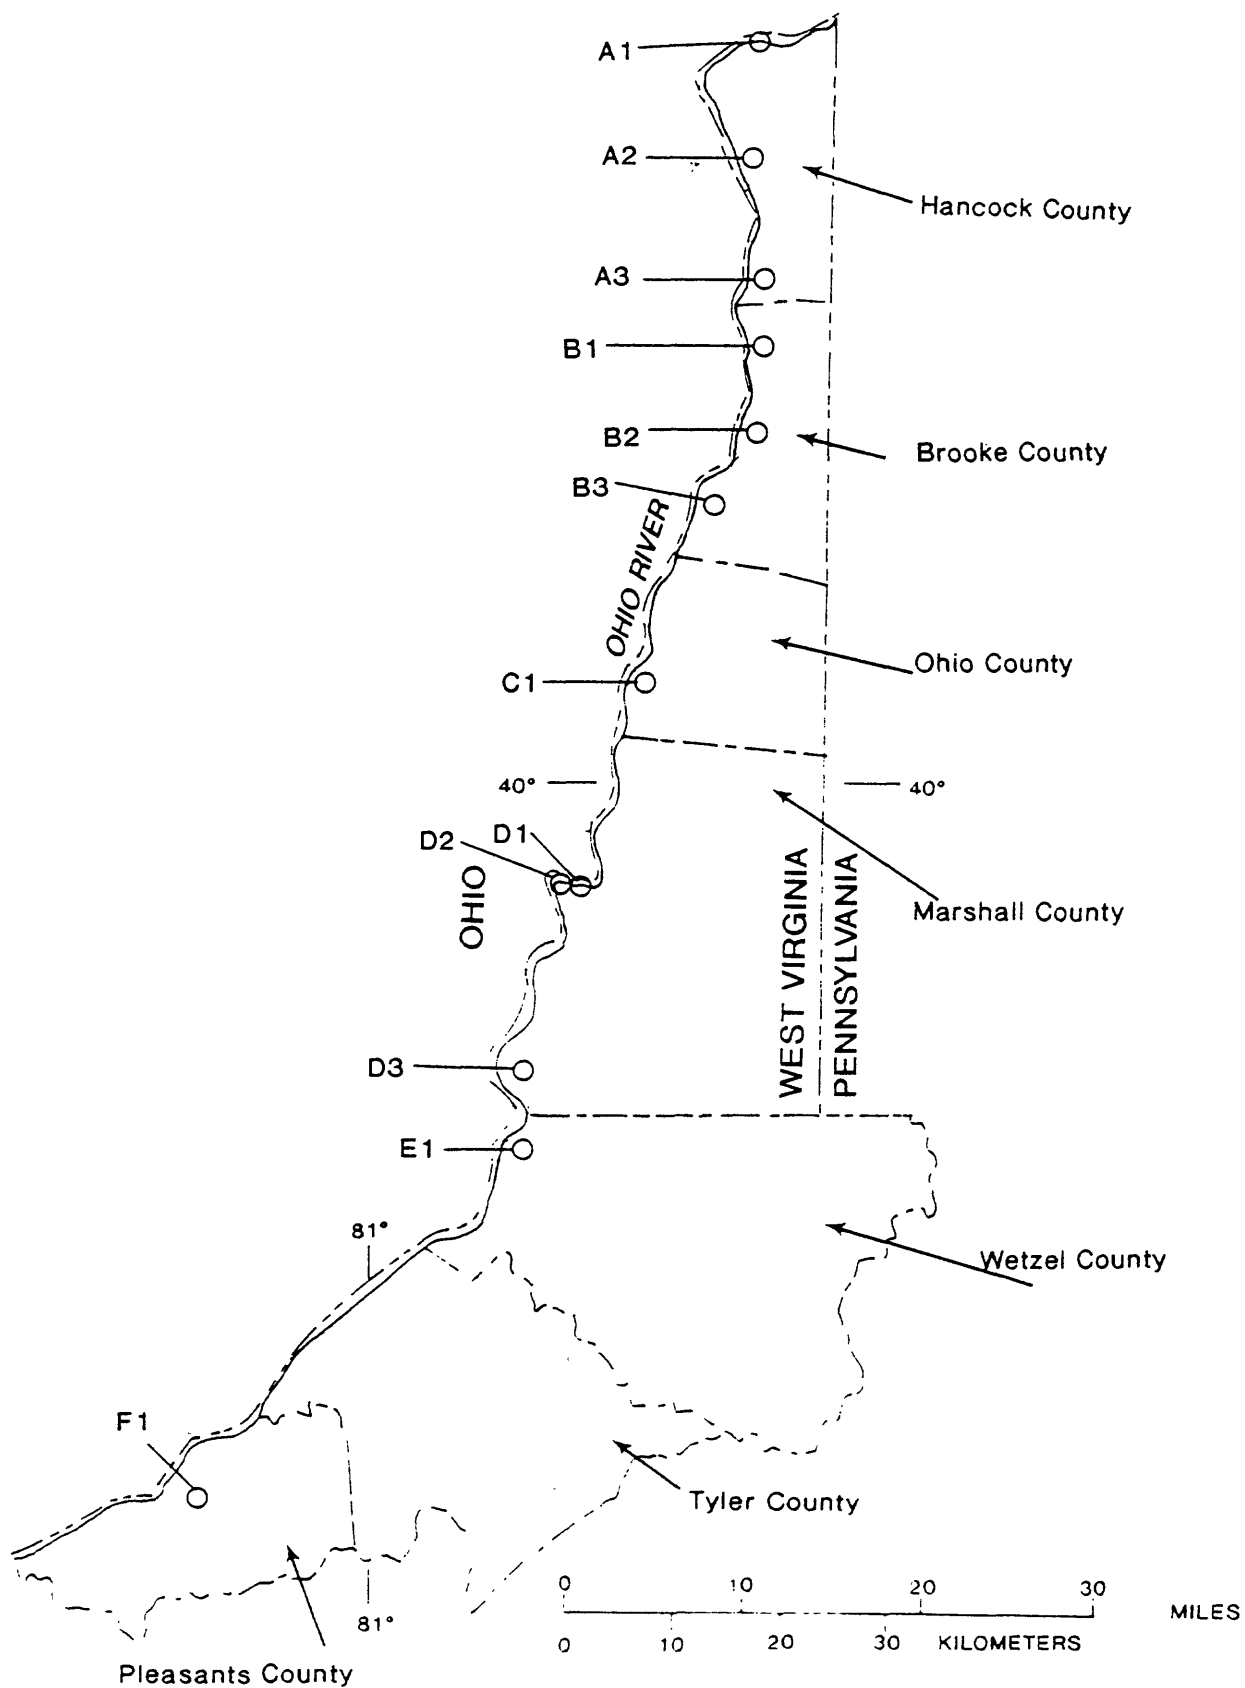 A1
A2
Hancock County
A3
B1
B2
Brooke County
B3
OHIO RIVER
Ohio County
C1
40°
40°
D1
D2
OHIO
WEST VIRGINIA
PENNSYLVANIA
Marshall County
D3
E1
81°
Wetzel County
F1
Tyler County
81°
Pleasants County
0 10 20 30 MILES
0 10 20 30 KILOMETERS